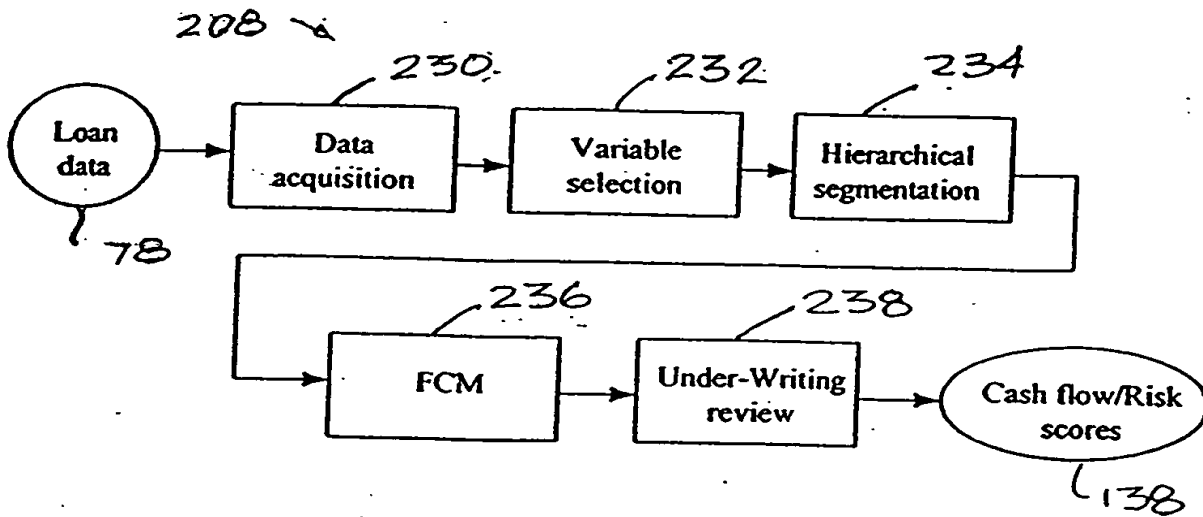 208
230
232
234
Loan
data
Data
acquisition
Variable
selection
Hierarchical
segmentation
78
236
238
FCM
Under-Writing
review
Cash flow/Risk
scores
138